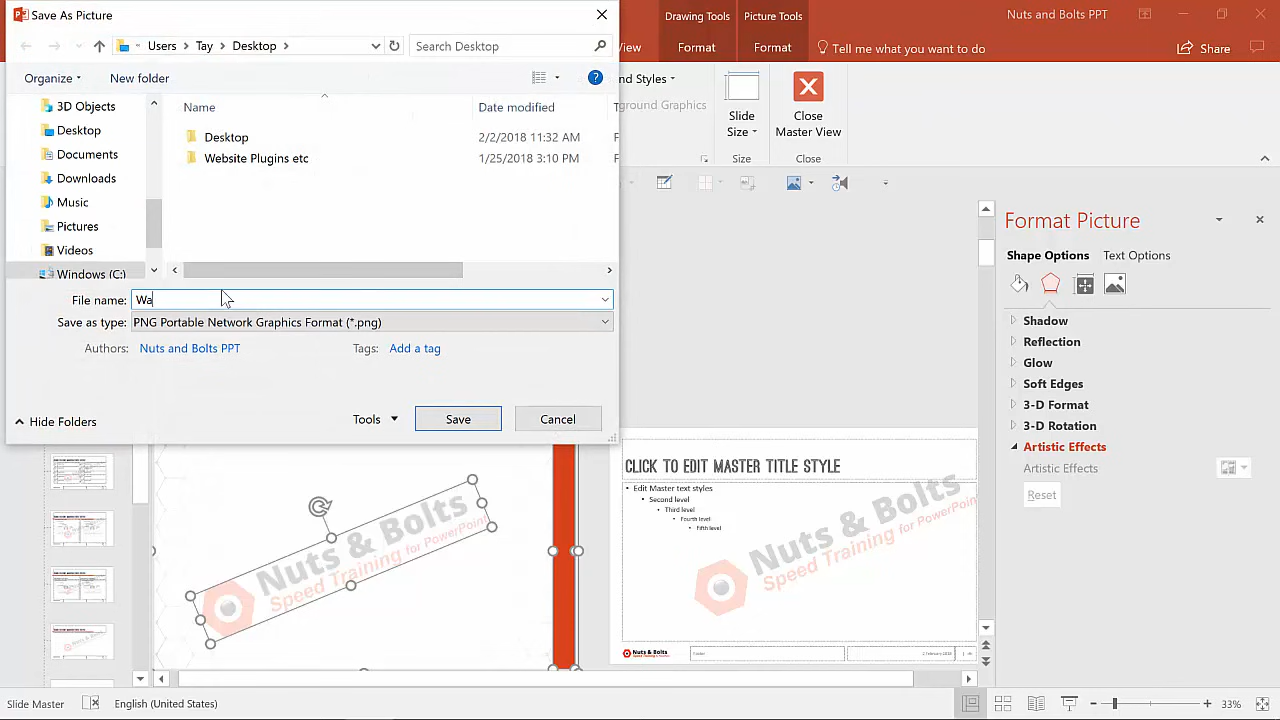 Save As Picture
Drawing Tools
Picture Tools
Nuts and Bolts PPT
Users
Tay
Desktop
Search Desktop
View
Format
Format
Tell me what you want to do
Share
Organize
New folder
nd Styles
ground Graphics
Slide
Size
Close
Master View
Size
Close
3D Objects
Desktop
Documents
Downloads
Music
Pictures
Videos
Windows (C:)
Name
Date modified
Desktop
2/2/2018 11:32 AM
Website Plugins etc
1/25/2018 3:10 PM
File name:
Wa
Save as type:
PNG Portable Network Graphics Format (*.png)
Authors:
Nuts and Bolts PPT
Tags:
Add a tag
Hide Folders
Tools
Save
Cancel
Format Picture
Shape Options
Text Options
Shadow
Reflection
Glow
Soft Edges
3-D Format
3-D Rotation
Artistic Effects
Artistic Effects
Reset
Nuts & Bolts
Speed Training for PowerPoint
CLICK TO EDIT MASTER TITLE STYLE
• Edit Master text styles
• Second level
• Third level
• Fourth level
• Fifth level
Nuts & Bolts
Speed Training for PowerPoint
Nuts & Bolts
Footer
2 February 2018
Slide Master
English (United States)
33%